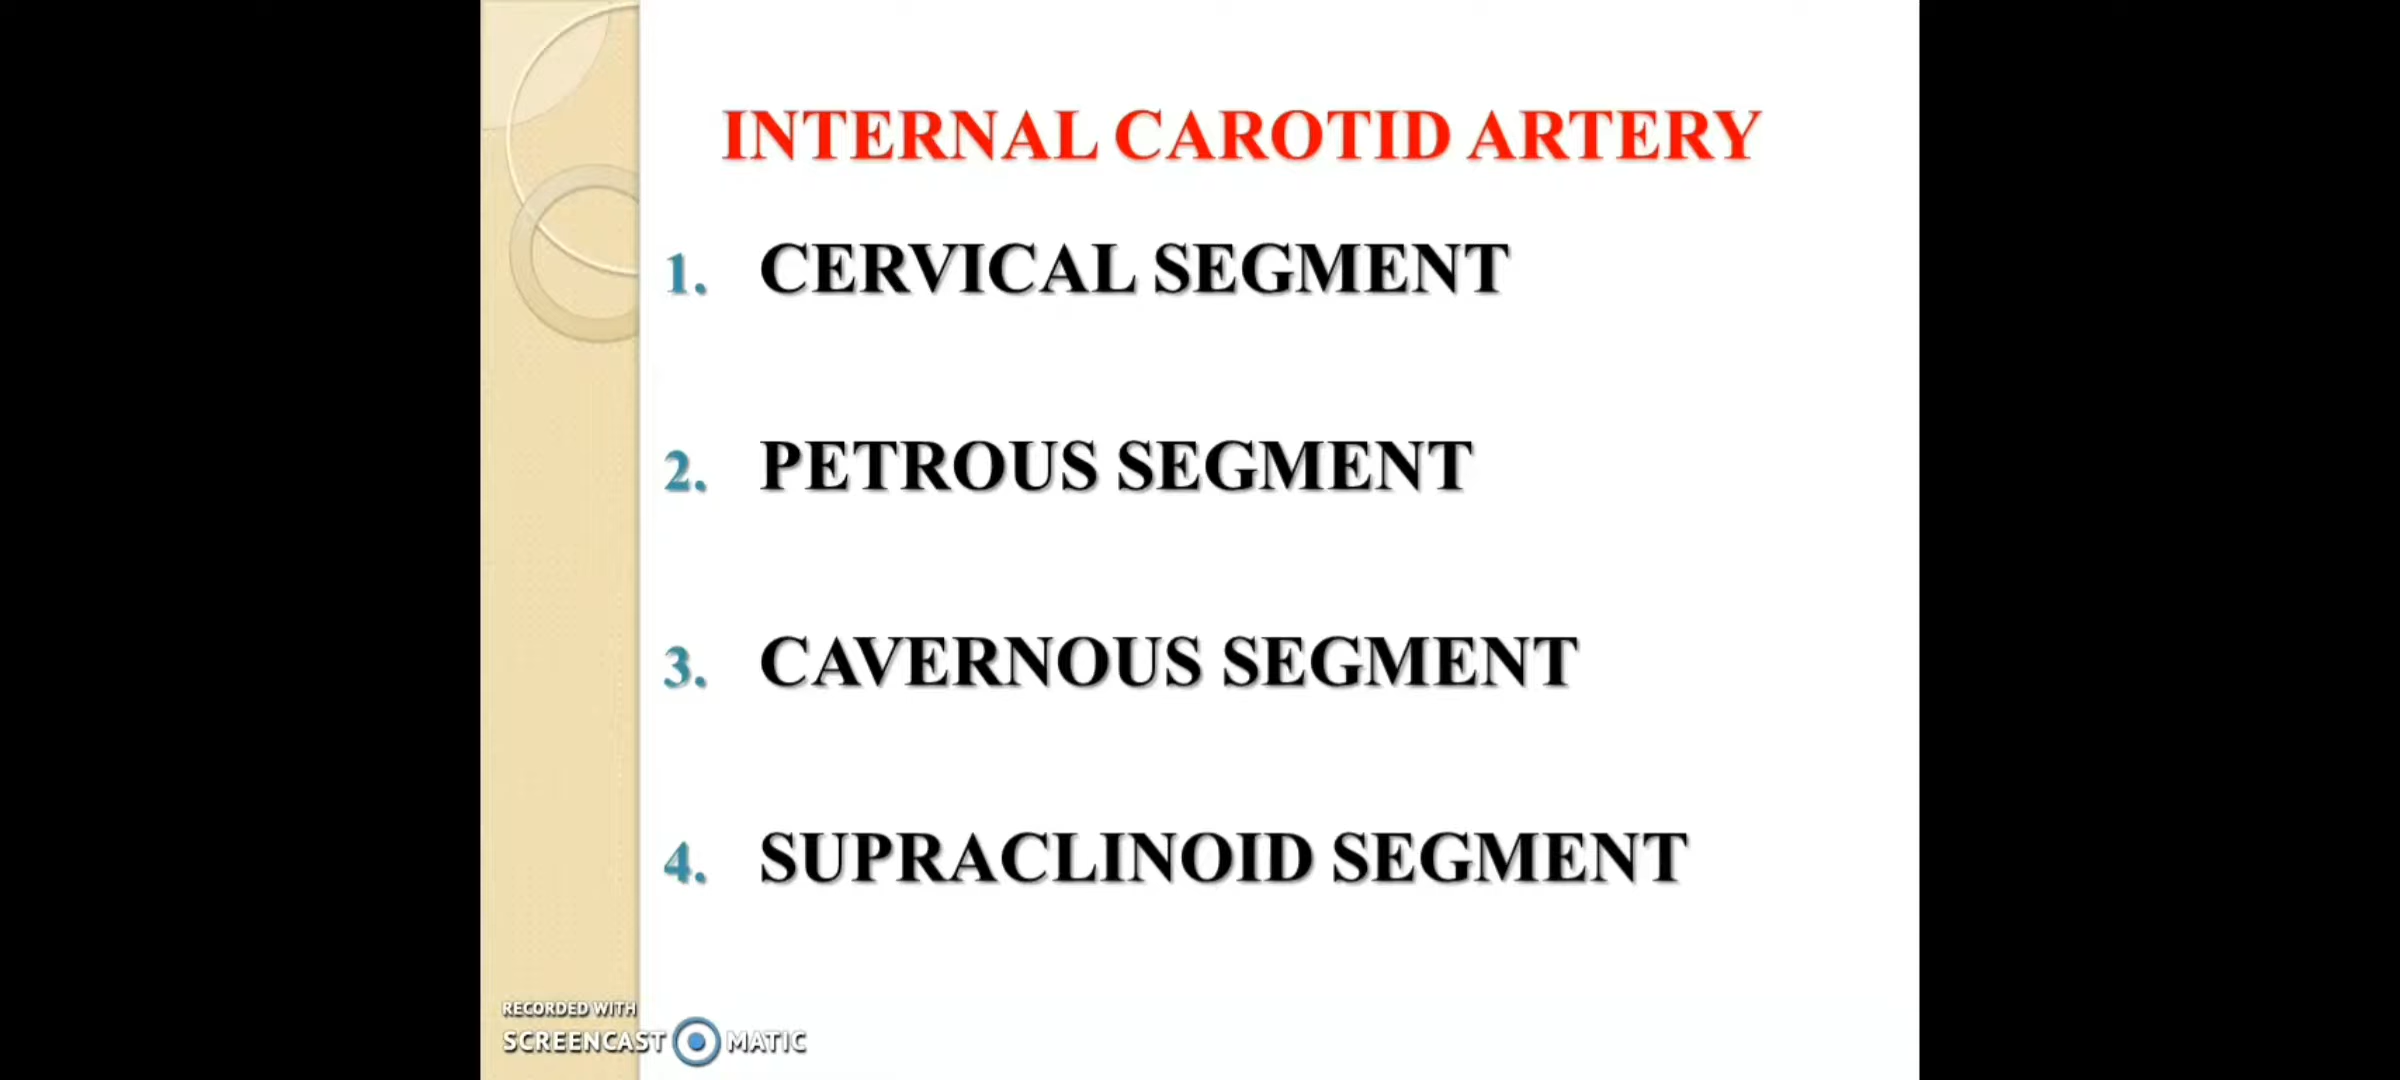 INTERNAL CAROTID ARTERY
1. CERVICAL SEGMENT
2. PETROUS SEGMENT
3. CAVERNOUS SEGMENT
4. SUPRACLINOID SEGMENT
RECORDED WITH
SCREENCAST MATIC